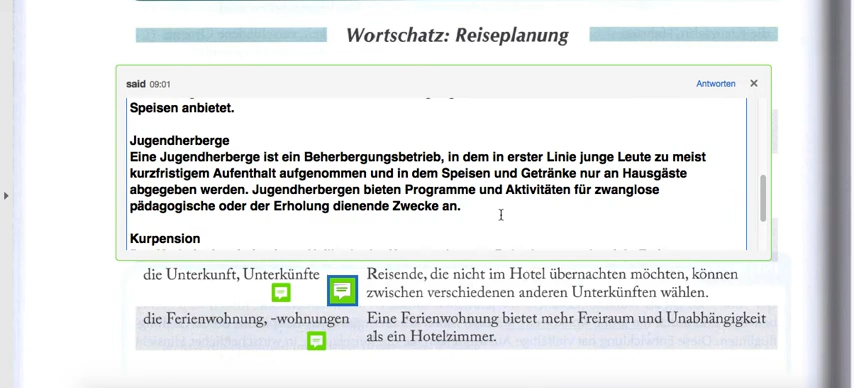 Wortschatz: Reiseplanung
said 09:01
Antworten
Speisen anbietet.
Jugendherberge
Eine Jugendherberge ist ein Beherbergungsbetrieb, in dem in erster Linie junge Leute zu meist
kurzfristigem Aufenthalt aufgenommen und in dem Speisen und Getränke nur an Hausgäste
abgegeben werden. Jugendherbergen bieten Programme und Aktivitäten für zwanglose
pädagogische oder der Erholung dienende Zwecke an.
Kurpension
die Unterkunft, Unterkünfte
Reisende, die nicht im Hotel übernachten möchten, können
zwischen verschiedenen anderen Unterkünften wählen.
die Ferienwohnung, -wohnungen
Eine Ferienwohnung bietet mehr Freiraum und Unabhängigkeit
als ein Hotelzimmer.